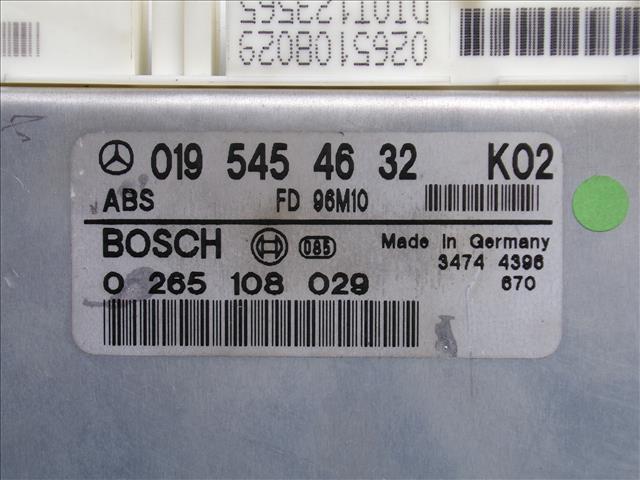 D10T123565
0265108029
019 545 46 32 K02
ABS FD 96M10
BOSCH 085 Made in Germany
0 265 108 029 3474 4396
670